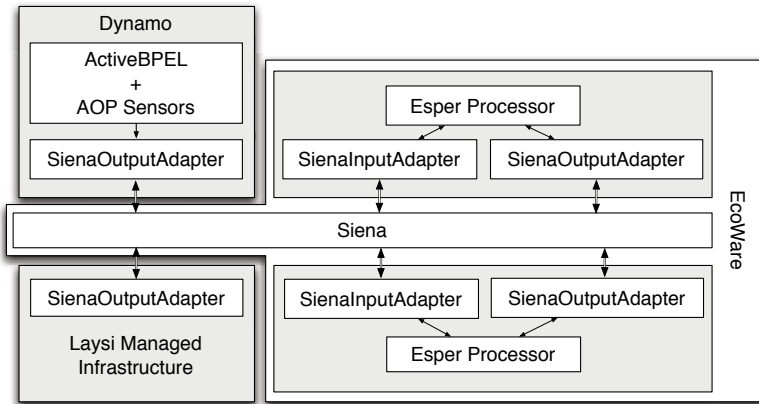 Dynamo
ActiveBPEL
+
AOP Sensors
SienaOutputAdapter
Esper Processor
SienaInputAdapter
SienaOutputAdapter
EcoWare
Siena
SienaOutputAdapter
Laysi Managed
Infrastructure
SienaInputAdapter
SienaOutputAdapter
Esper Processor